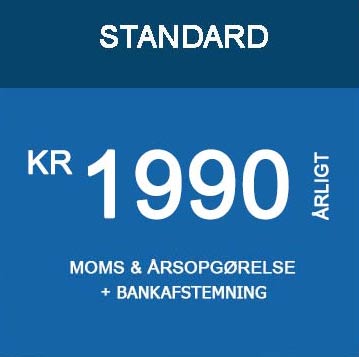 STANDARD
KR 1990 ÅRLIGT
MOMS & ÅRSOPGØRELSE
+ BANKAFSTEMNING